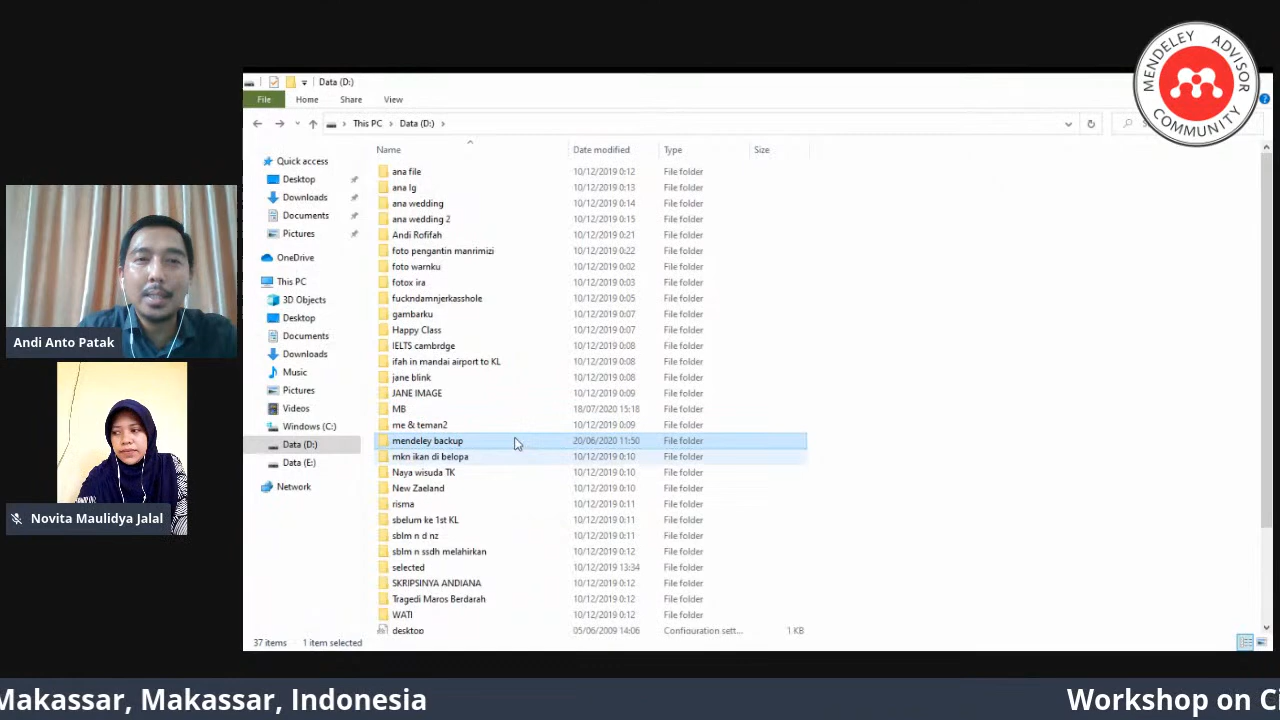 MENDELEY ADVISOR COMMUNITY
Data (D:)
File Home Share View
This PC Data (D:)
Name Date modified Type Size
Quick access
Desktop
Downloads
Documents
Pictures
OneDrive
This PC
3D Objects
Desktop
Documents
Downloads
Music
Pictures
Videos
Windows (C:)
Data (D:)
Data (E:)
Network
ana file 10/12/2019 0:12 File folder
ana lg 10/12/2019 0:13 File folder
ana wedding 10/12/2019 0:14 File folder
ana wedding 2 10/12/2019 0:15 File folder
Andi Rofifah 10/12/2019 0:21 File folder
foto pengantin manrimizi 10/12/2019 0:22 File folder
foto warnku 10/12/2019 0:02 File folder
fotox ira 10/12/2019 0:03 File folder
fuckndamnjerkasshole 10/12/2019 0:05 File folder
gambarku 10/12/2019 0:07 File folder
Happy Class 10/12/2019 0:07 File folder
IELTS cambrdge 10/12/2019 0:08 File folder
ifah in mandai airport to KL 10/12/2019 0:08 File folder
jane blink 10/12/2019 0:08 File folder
JANE IMAGE 10/12/2019 0:09 File folder
MB 18/07/2020 15:18 File folder
me & teman2 10/12/2019 0:09 File folder
mendeley backup 20/06/2020 11:50 File folder
mkn ikan di belopa 10/12/2019 0:10 File folder
Naya wisuda TK 10/12/2019 0:10 File folder
New Zaeland 10/12/2019 0:10 File folder
risma 10/12/2019 0:11 File folder
sbelum ke 1st KL 10/12/2019 0:11 File folder
sblm n d nz 10/12/2019 0:11 File folder
sblm n ssdh melahirkan 10/12/2019 0:12 File folder
selected 10/12/2019 13:34 File folder
SKRIPSINYA ANDIANA 10/12/2019 0:12 File folder
Tragedi Maros Berdarah 10/12/2019 0:12 File folder
WATI 10/12/2019 0:12 File folder
desktop 05/06/2009 14:06 Configuration sett... 1 KB
37 items 1 item selected
Andi Anto Patak
Novita Maulidya Jalal
Makassar, Makassar, Indonesia Workshop on Ci